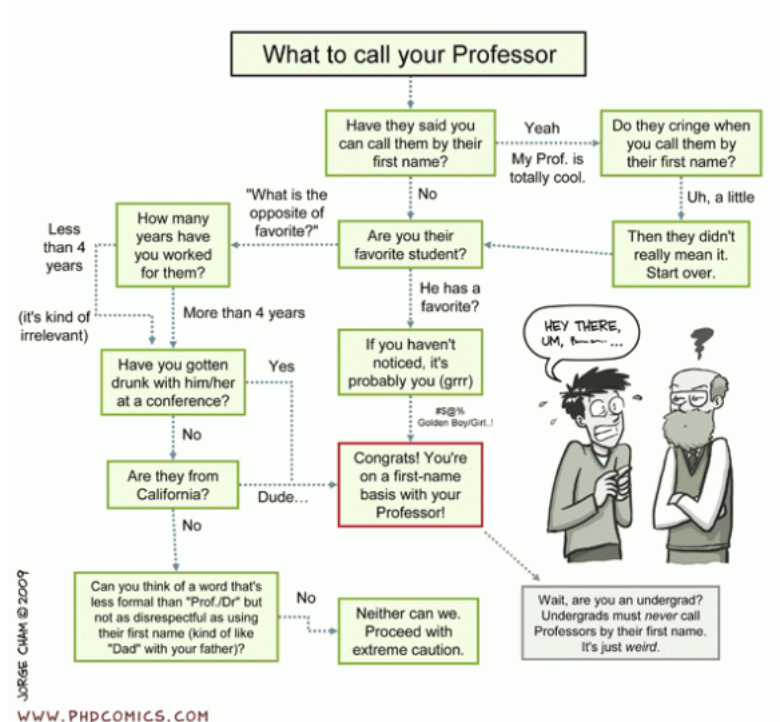 What to call your Professor
Have they said you
can call them by their
first name?
Yeah
My Prof. is
totally cool.
Do they cringe when
you call them by
their first name?
Uh, a little
Then they didn't
really mean it.
Start over.
No
Are you their
favorite student?
"What is the
opposite of
favorite?"
How many
years have
you worked
for them?
Less
than 4
years
(it's kind of
irrelevant)
More than 4 years
He has a
favorite?
If you haven't
noticed, it's
probably you (grrr)
#$@%
Golden Boy/Girl..!
Have you gotten
drunk with him/her
at a conference?
Yes
No
Are they from
California?
Dude...
Congrats! You're
on a first-name
basis with your
Professor!
No
Can you think of a word that's
less formal than "Prof./Dr" but
not as disrespectful as using
their first name (kind of like
"Dad" with your father)?
No
Neither can we.
Proceed with
extreme caution.
Wait, are you an undergrad?
Undergrads must never call
Professors by their first name.
It's just weird.
HEY THERE,
UM, ...
?
JORGE CHAM © 2009
WWW.PHDCOMICS.COM